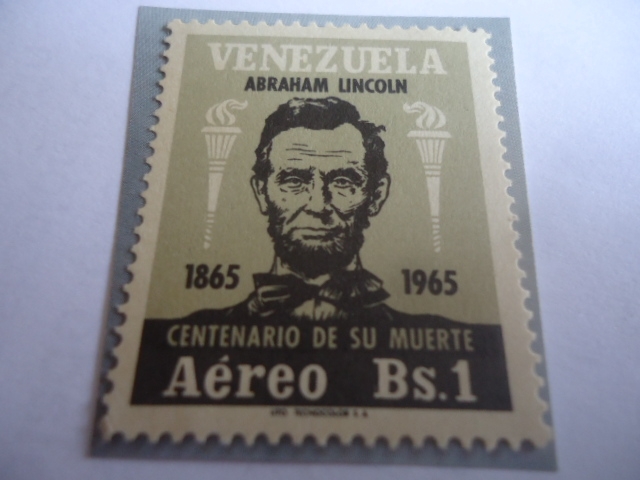 VENEZUELA
ABRAHAM LINCOLN
1865 1965
CENTENARIO DE SU MUERTE
Aéreo Bs.1